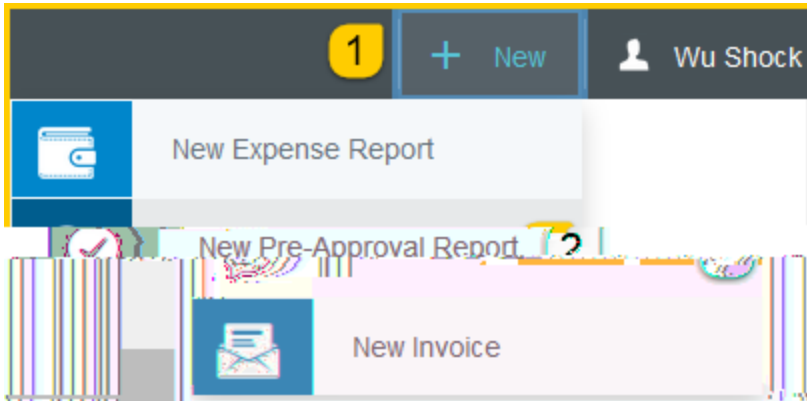 1 + New Wu Shock
New Expense Report
New Pre-Approval Report 2
New Invoice